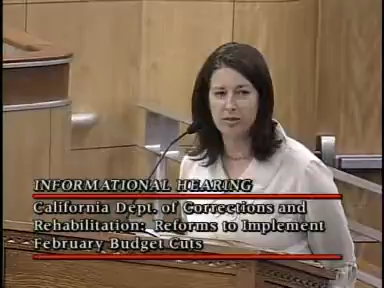 INFORMATIONAL HEARING
California Dept. of Corrections and
Rehabilitation: Reforms to Implement
February Budget Cuts